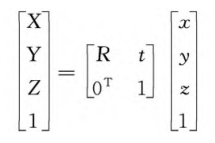 [X Y Z 1] = [R t 0ᵀ 1] [x y z 1]